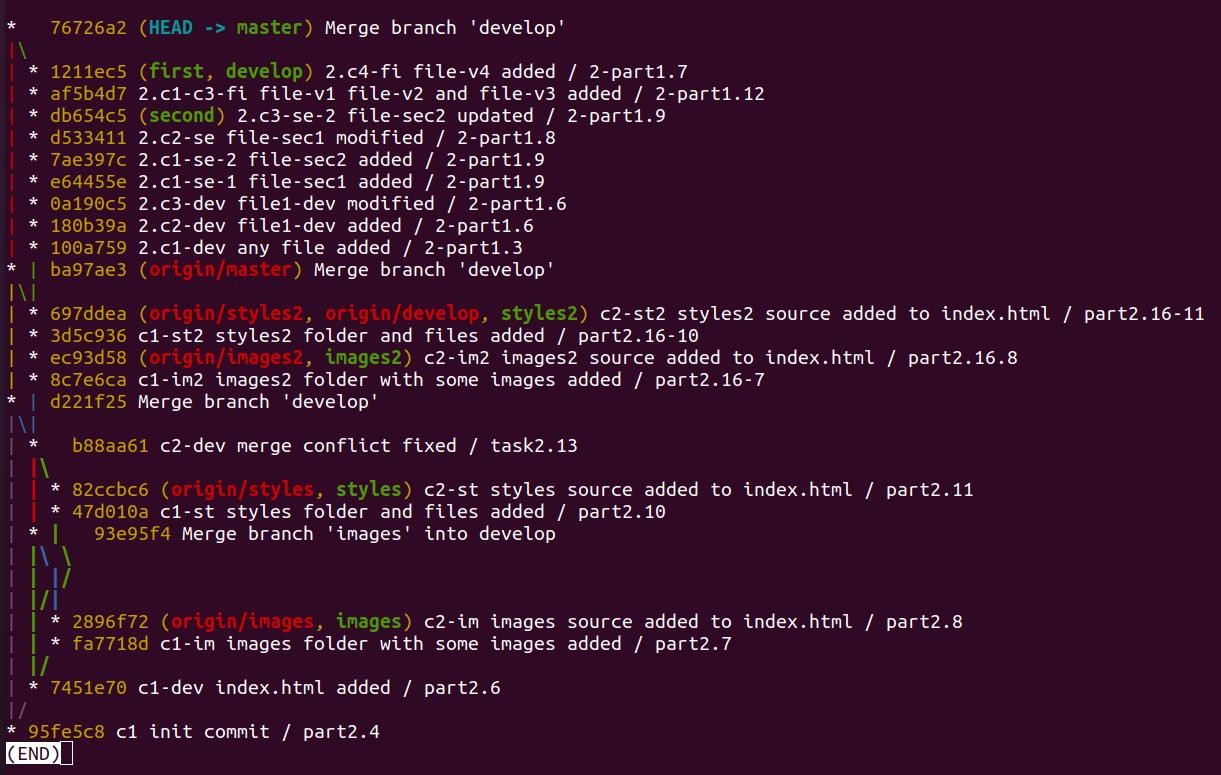 *   76726a2 (HEAD -> master) Merge branch 'develop'
|\
| * 1211ec5 (first, develop) 2.c4-fi file-v4 added / 2-part1.7
| * af5b4d7 2.c1-c3-fi file-v1 file-v2 and file-v3 added / 2-part1.12
| * db654c5 (second) 2.c3-se-2 file-sec2 updated / 2-part1.9
| * d533411 2.c2-se file-sec1 modified / 2-part1.8
| * 7ae397c 2.c1-se-2 file-sec2 added / 2-part1.9
| * e64455e 2.c1-se-1 file-sec1 added / 2-part1.9
| * 0a190c5 2.c3-dev file1-dev modified / 2-part1.6
| * 180b39a 2.c2-dev file1-dev added / 2-part1.6
| * 100a759 2.c1-dev any file added / 2-part1.3
* | ba97ae3 (origin/master) Merge branch 'develop'
|\|
| * 697ddea (origin/styles2, origin/develop, styles2) c2-st2 styles2 source added to index.html / part2.16-11
| * 3d5c936 c1-st2 styles2 folder and files added / part2.16-10
| * ec93d58 (origin/images2, images2) c2-im2 images2 source added to index.html / part2.16.8
| * 8c7e6ca c1-im2 images2 folder with some images added / part2.16-7
* | d221f25 Merge branch 'develop'
|\|
| *   b88aa61 c2-dev merge conflict fixed / task2.13
| |\
| | * 82ccbc6 (origin/styles, styles) c2-st styles source added to index.html / part2.11
| | * 47d010a c1-st styles folder and files added / part2.10
| * |   93e95f4 Merge branch 'images' into develop
| |\ \
| | |/
| |/|
| | * 2896f72 (origin/images, images) c2-im images source added to index.html / part2.8
| | * fa7718d c1-im images folder with some images added / part2.7
| |/
| * 7451e70 c1-dev index.html added / part2.6
|/
* 95fe5c8 c1 init commit / part2.4
(END)